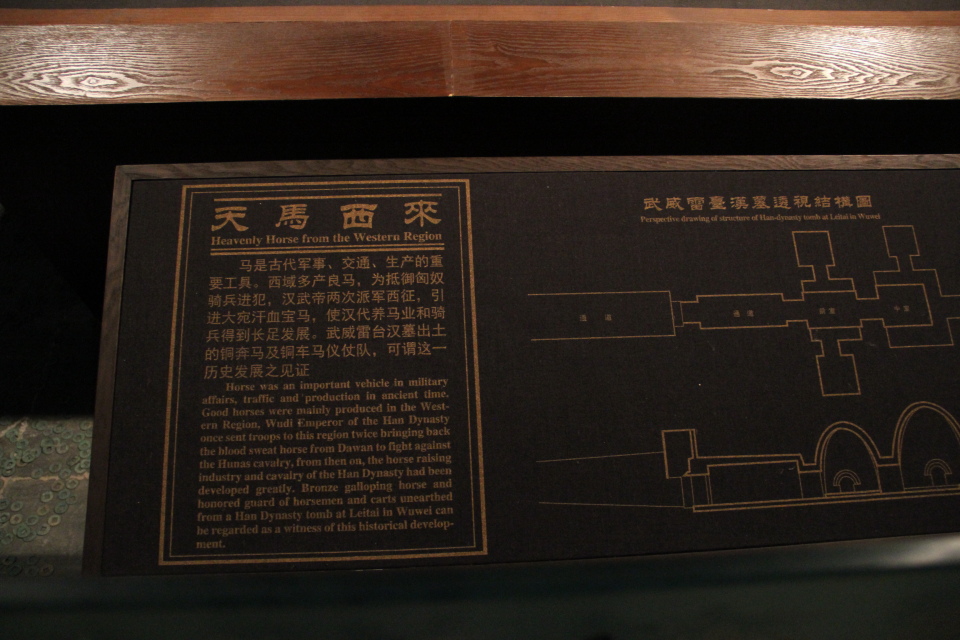 天馬西來
Heavenly Horse from the Western Region
马是古代军事、交通、生产的重
要工具。西域多产良马，为抵御匈奴
骑兵进犯，汉武帝两次派军西征，引
进大宛汗血宝马，使汉代养马业和骑
兵得到长足发展。武威雷台汉墓出土
的铜奔马及铜车马仪仗队，可谓这一
历史发展之见证
Horse was an important vehicle in military
affairs, traffic and production in ancient time.
Good horses were mainly produced in the West-
ern Region, Wudi Emperor of the Han Dynasty
once sent troops to this region twice bringing back
the blood sweat horse from Dawan to fight against
the Hunas cavalry, from then on, the horse raising
industry and cavalry of the Han Dynasty had been
developed greatly. Bronze galloping horse and
honored guard of horsemen and carts unearthed
from a Han Dynasty tomb at Leitai in Wuwei can
be regarded as a witness of this historical develop-
ment.
武威雷臺漢墓透視結構圖
Perspective drawing of structure of Han-dynasty tomb at Leitai in Wuwei
甬道
前室
中室